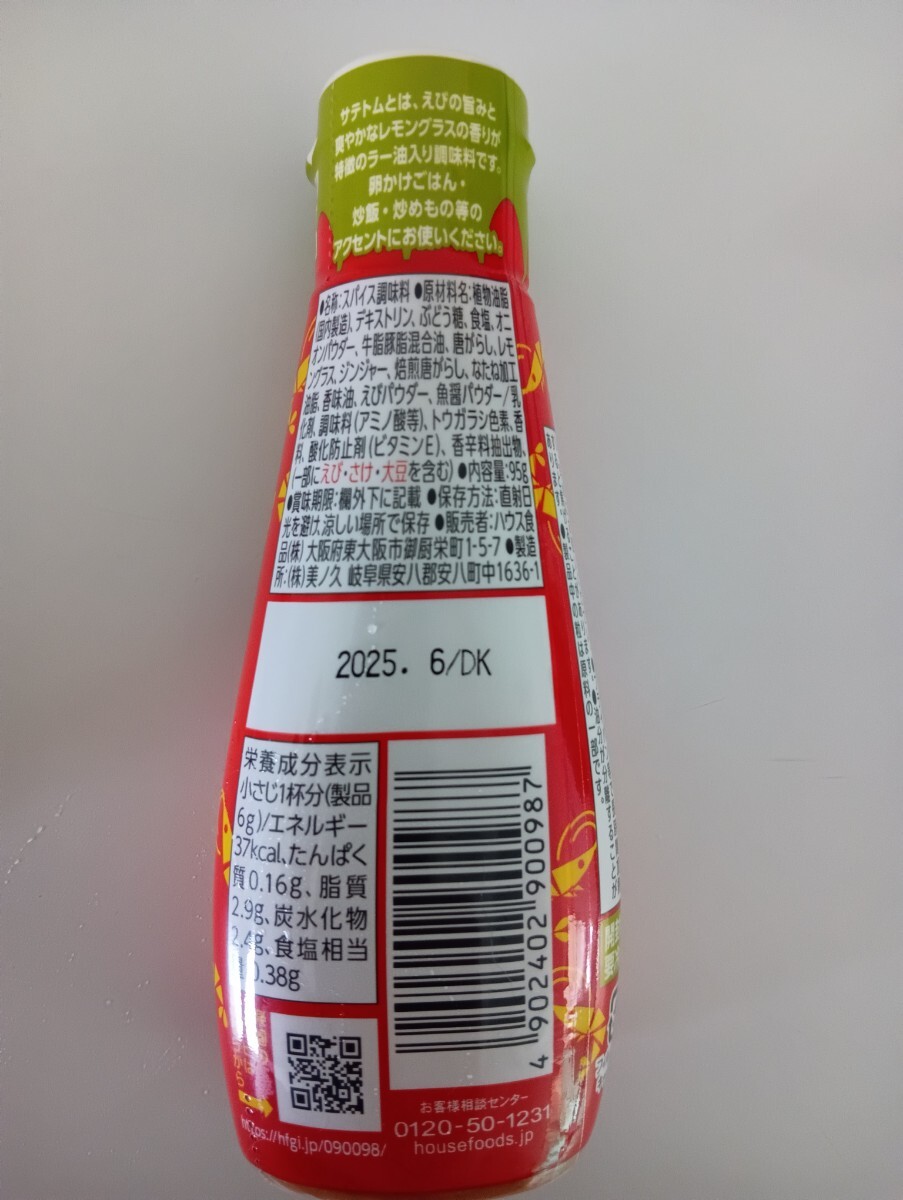 サテトムとは、えびの旨みと
爽やかなレモングラスの香りが
特徴のラー油入り調味料です。
卵かけごはん・
炒飯・炒めもの等の
アクセントにお使いください。
●名称:スパイス調味料 ●原材料名:植物油脂
(国内製造)、デキストリン、ぶどう糖、食塩、オニ
オンパウダー、牛脂豚脂混合油、唐がらし、レモ
ングラス、ジンジャー、焙煎唐がらし、なたね加工
油脂、香味油、えびパウダー、魚醤パウダー/乳
化剤、調味料(アミノ酸等)、トウガラシ色素、香
料、酸化防止剤(ビタミンE)、香辛料抽出物、
(一部にえび・さけ・大豆を含む) ●内容量:95g
●賞味期限:欄外下に記載 ●保存方法:直射日
光を避け、涼しい場所で保存 ●販売者:ハウス食
品(株) 大阪府東大阪市御厨栄町1-5-7 ●製造
所:(株)美ノ久 岐阜県安八郡安八町中1636-1
2025. 6/DK
栄養成分表示
小さじ1杯分(製品
6g)/エネルギー
37kcal、たんぱく
質0.16g、脂質
2.9g、炭水化物
2.4g、食塩相当
0.38g
4 902402 900987
お客様相談センター
0120-50-1231
housefoods.jp
https://hfgi.jp/090098/
製品中の粒は原料の一部です。